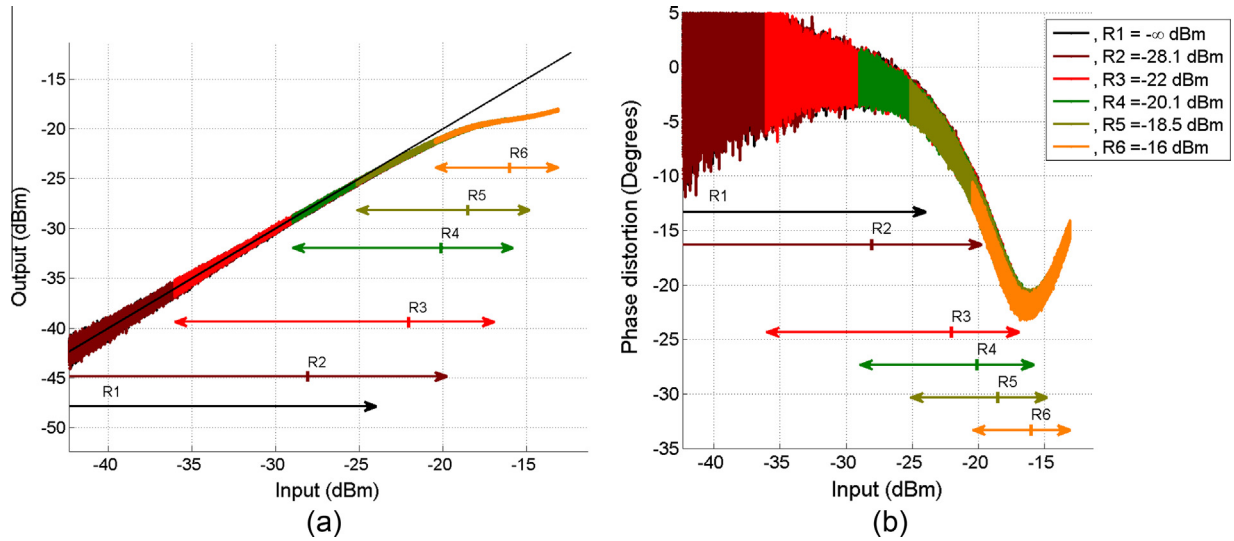 -15
-20
-25
-30
-35
-40
-45
-50
Output (dBm)
R6
R5
R4
R3
R2
R1
-40
-35
-30
-25
-20
-15
Input (dBm)
(a)
5
0
-5
-10
-15
-20
-25
-30
-35
Phase distortion (Degrees)
R1
R2
R3
R4
R5
R6
-40
-35
-30
-25
-20
-15
Input (dBm)
(b)
, R1 = -∞ dBm
, R2 =-28.1 dBm
, R3 =-22 dBm
, R4 =-20.1 dBm
, R5 =-18.5 dBm
, R6 =-16 dBm